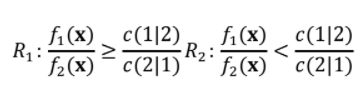 R₁: f₁(𝐱)/f₂(𝐱) ≥ c(1|2)/c(2|1) R₂: f₁(𝐱)/f₂(𝐱) < c(1|2)/c(2|1)